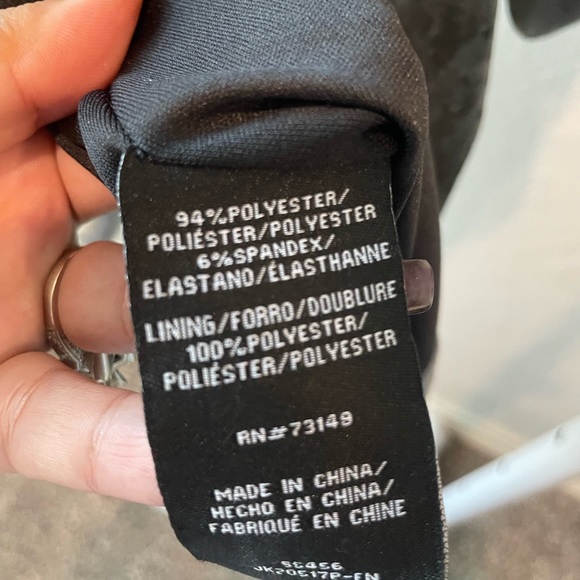 94%POLYESTER/
POLIÉSTER/POLYESTER
6%SPANDEX/
ELASTANO/ÉLASTHANNE
LINING/FORRO/DOUBLURE
100%POLYESTER/
POLIÉSTER/POLYESTER
RN#73149
MADE IN CHINA/
HECHO EN CHINA/
FABRIQUÉ EN CHINE